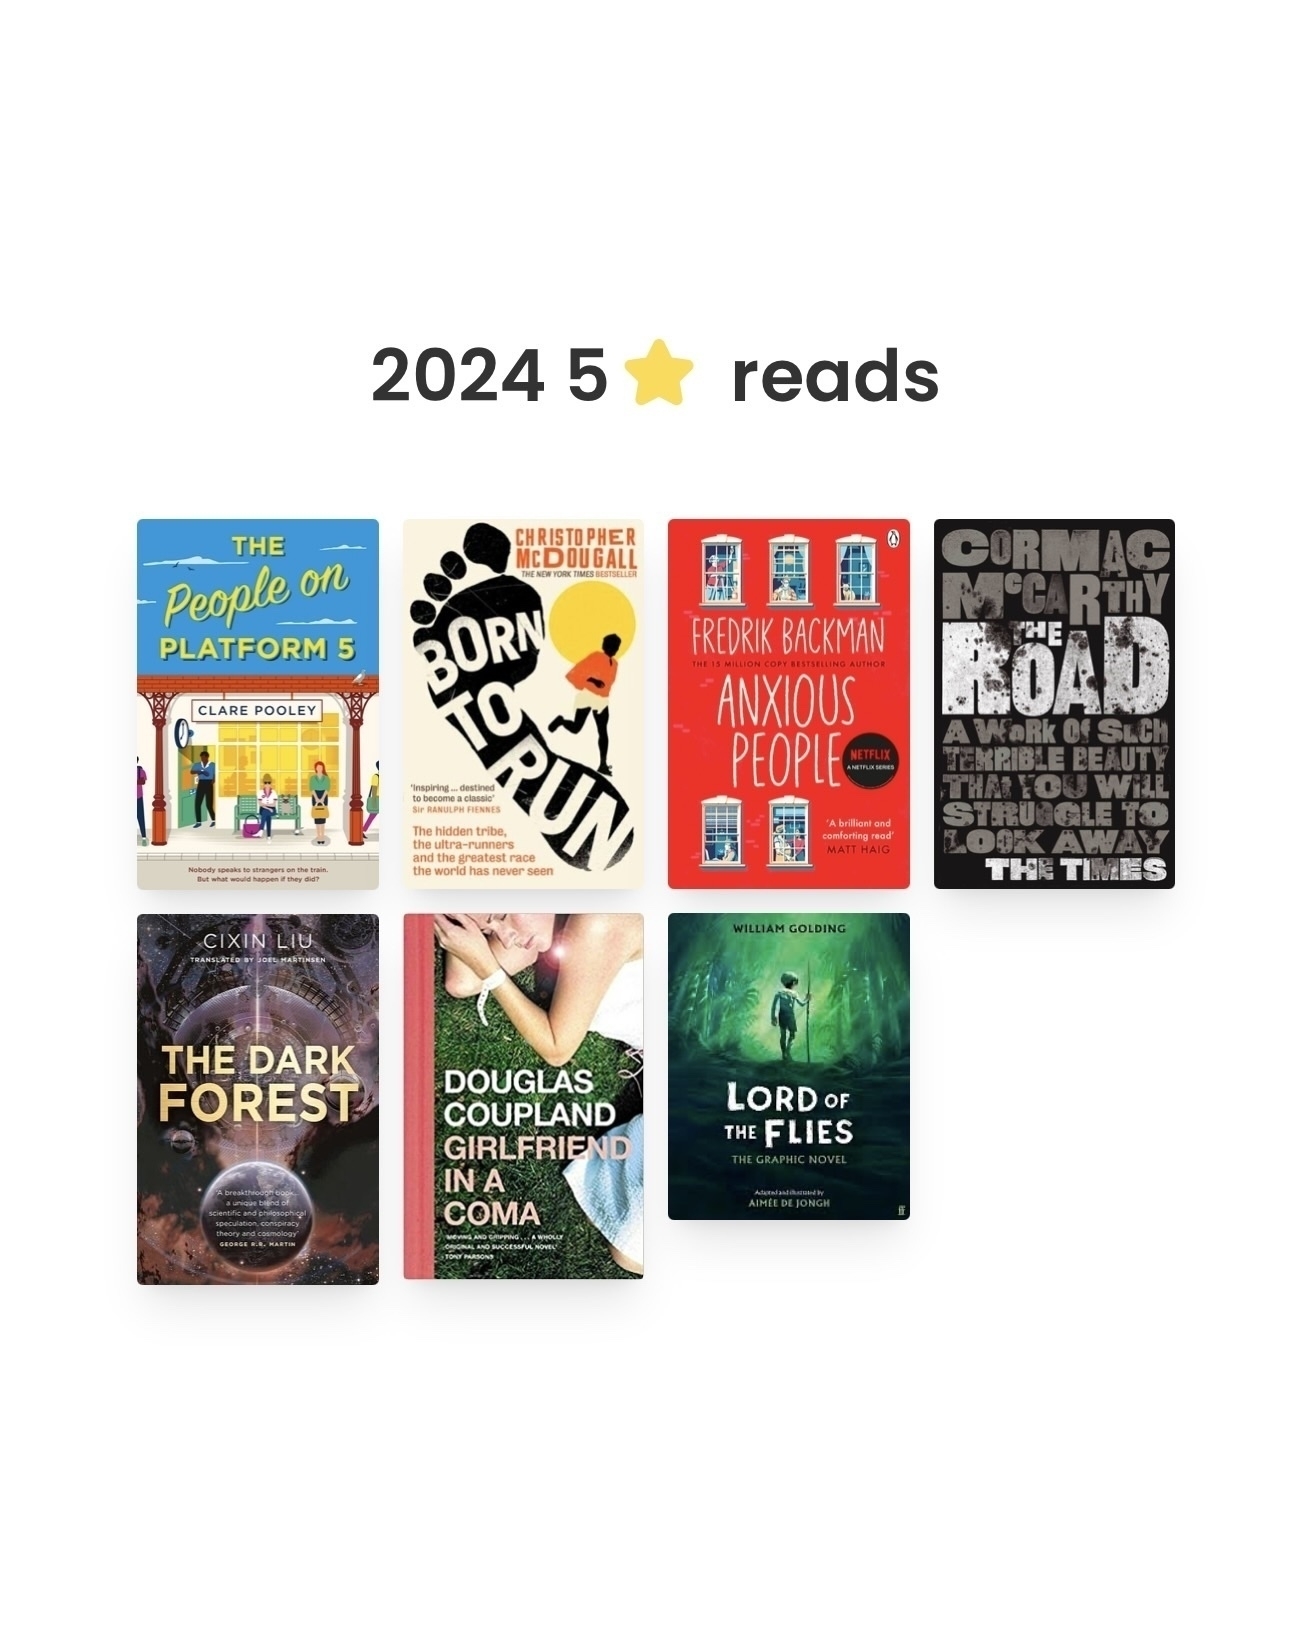 2024 5 reads
THE
People on
PLATFORM 5
CLARE POOLEY
Nobody speaks to strangers on the train.
But what would happen if they did?
CHRISTOPHER
McDOUGALL
THE NEW YORK TIMES BESTSELLER
BORN
TO
RUN
'Inspiring ... destined
to become a classic'
Sir RANULPH FIENNES
The hidden tribe,
the ultra-runners
and the greatest race
the world has never seen
FREDRIK BACKMAN
THE 15 MILLION COPY BESTSELLING AUTHOR
ANXIOUS
PEOPLE
NETFLIX
A NETFLIX SERIES
'A brilliant and
comforting read'
MATT HAIG
CORMAC
McCARTHY
THE
ROAD
A WORK OF SUCH
TERRIBLE BEAUTY
THAT YOU WILL
STRUGGLE TO
LOOK AWAY
THE TIMES
CIXIN LIU
TRANSLATED BY JOEL MARTINSEN
THE DARK
FOREST
'A breakthrough book...
a unique blend of
scientific and philosophical
speculation, conspiracy
theory and cosmology'
GEORGE R.R. MARTIN
DOUGLAS
COUPLAND
GIRLFRIEND
IN A
COMA
'MOVING AND GRIPPING ... A WHOLLY
ORIGINAL AND SUCCESSFUL NOVEL'
TONY PARSONS
WILLIAM GOLDING
LORD OF
THE FLIES
THE GRAPHIC NOVEL
Adapted and illustrated by
AIMÉE DE JONGH
ff